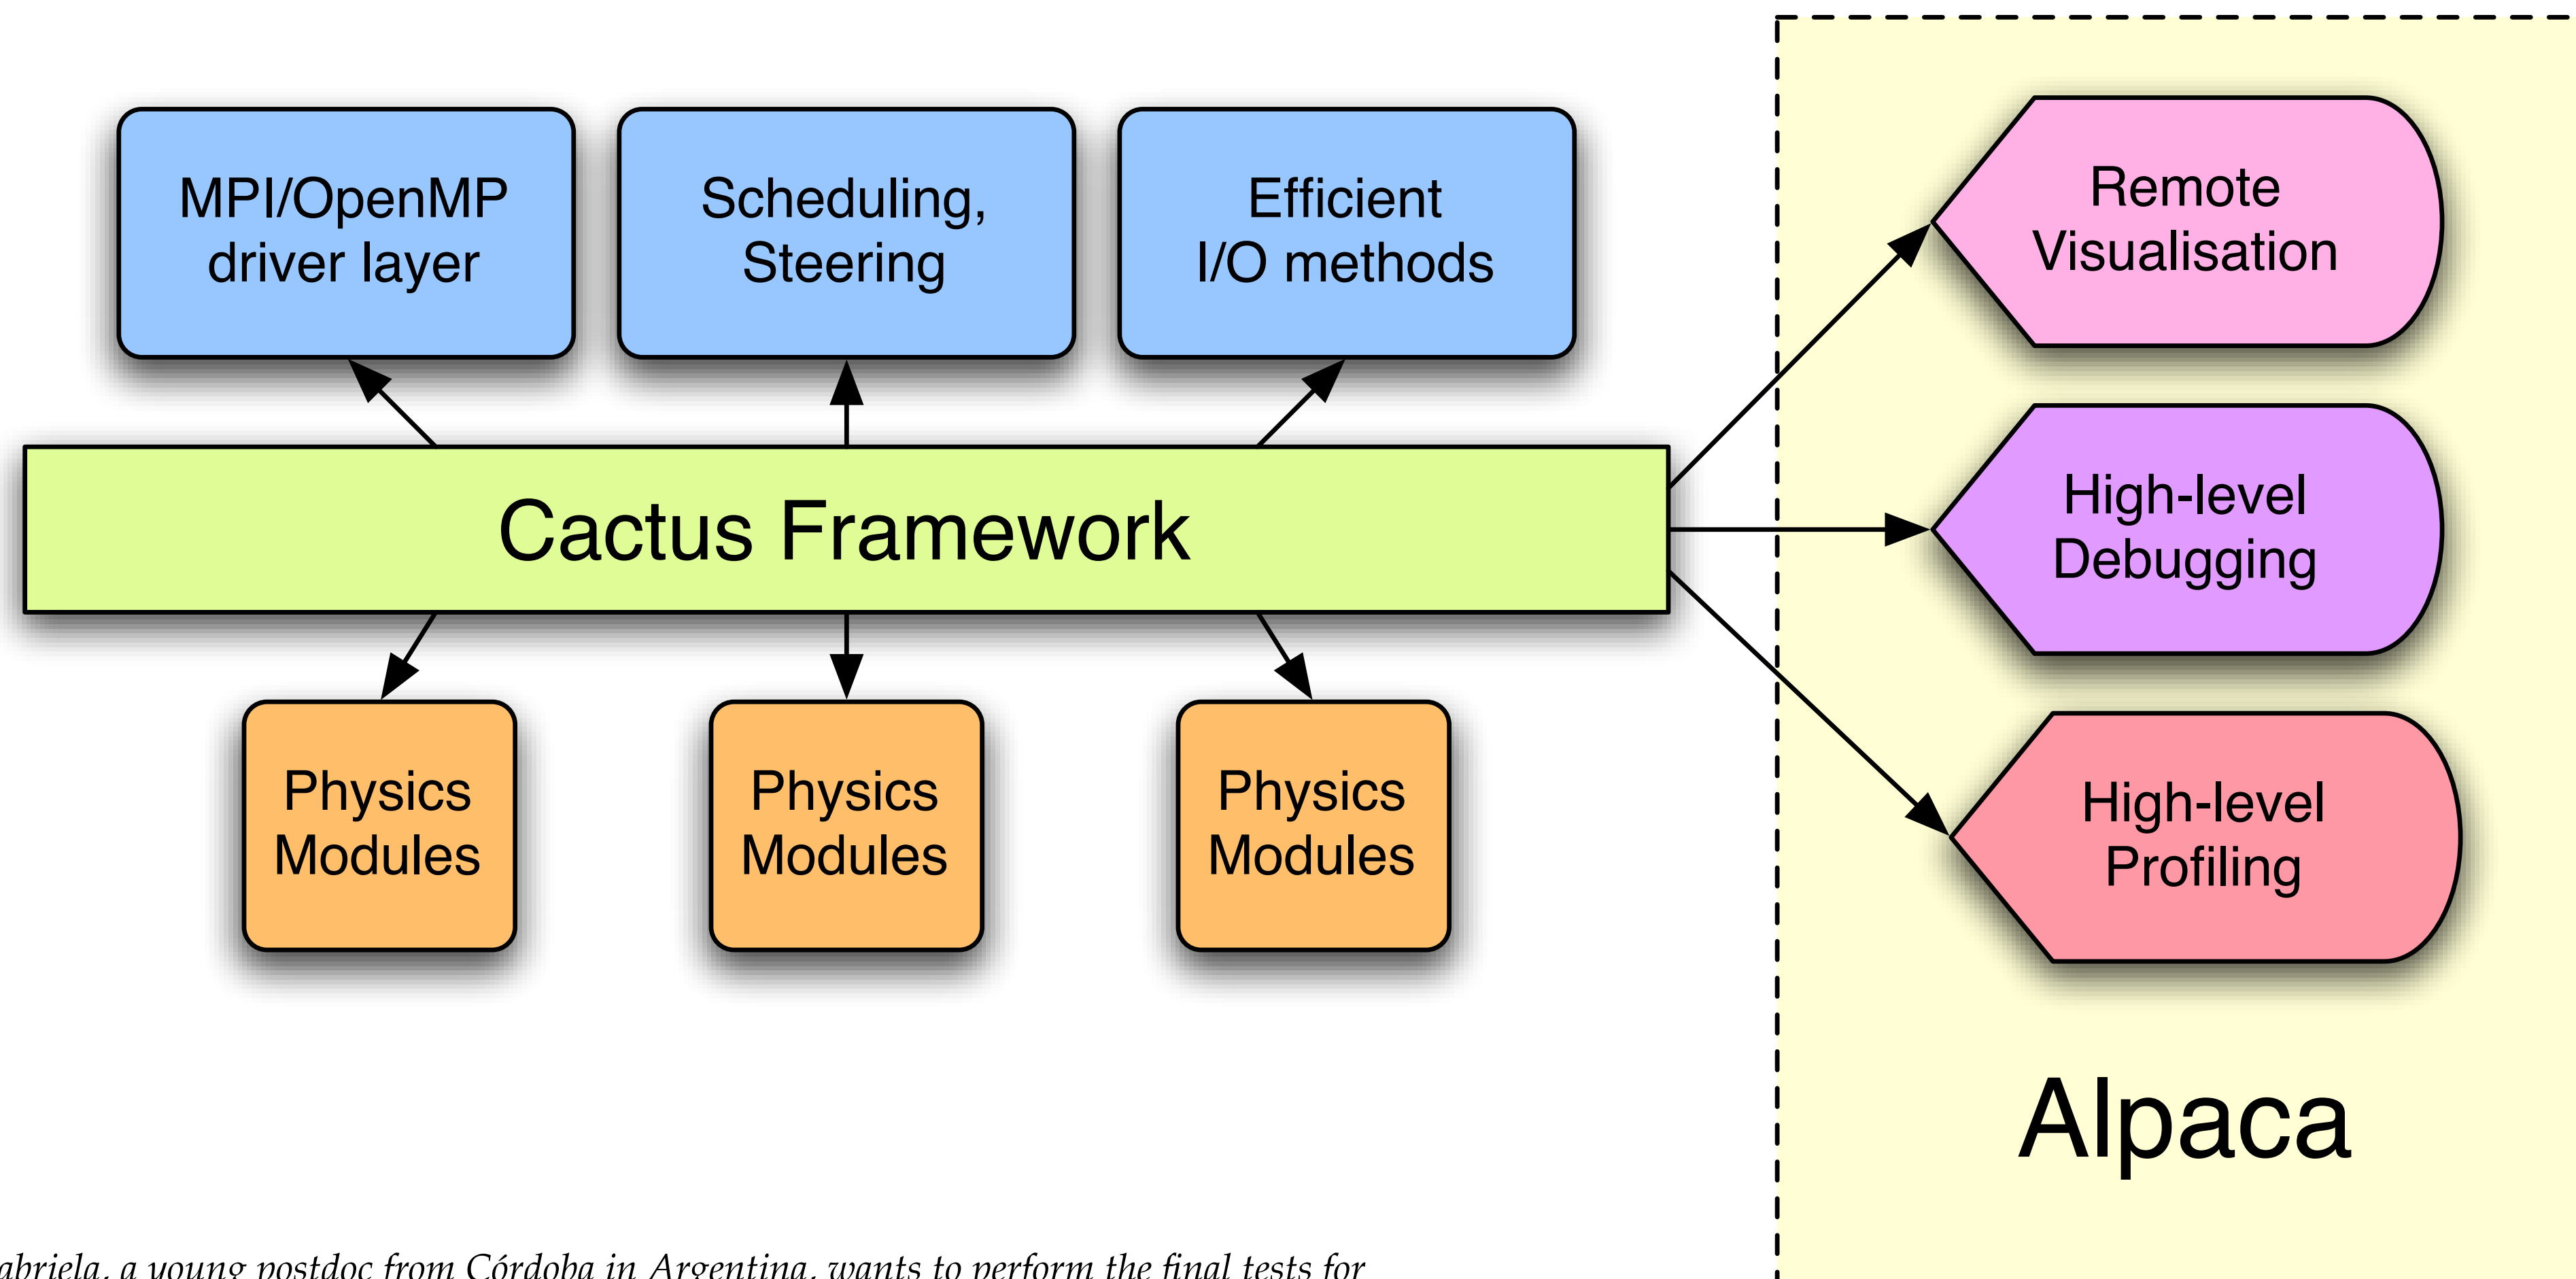 MPI/OpenMP
driver layer
Scheduling,
Steering
Efficient
I/O methods
Cactus Framework
Physics
Modules
Physics
Modules
Physics
Modules
Remote
Visualisation
High-level
Debugging
High-level
Profiling
Alpaca
abriela, a young postdoc from Córdoba in Argentina, wants to perform the final tests for